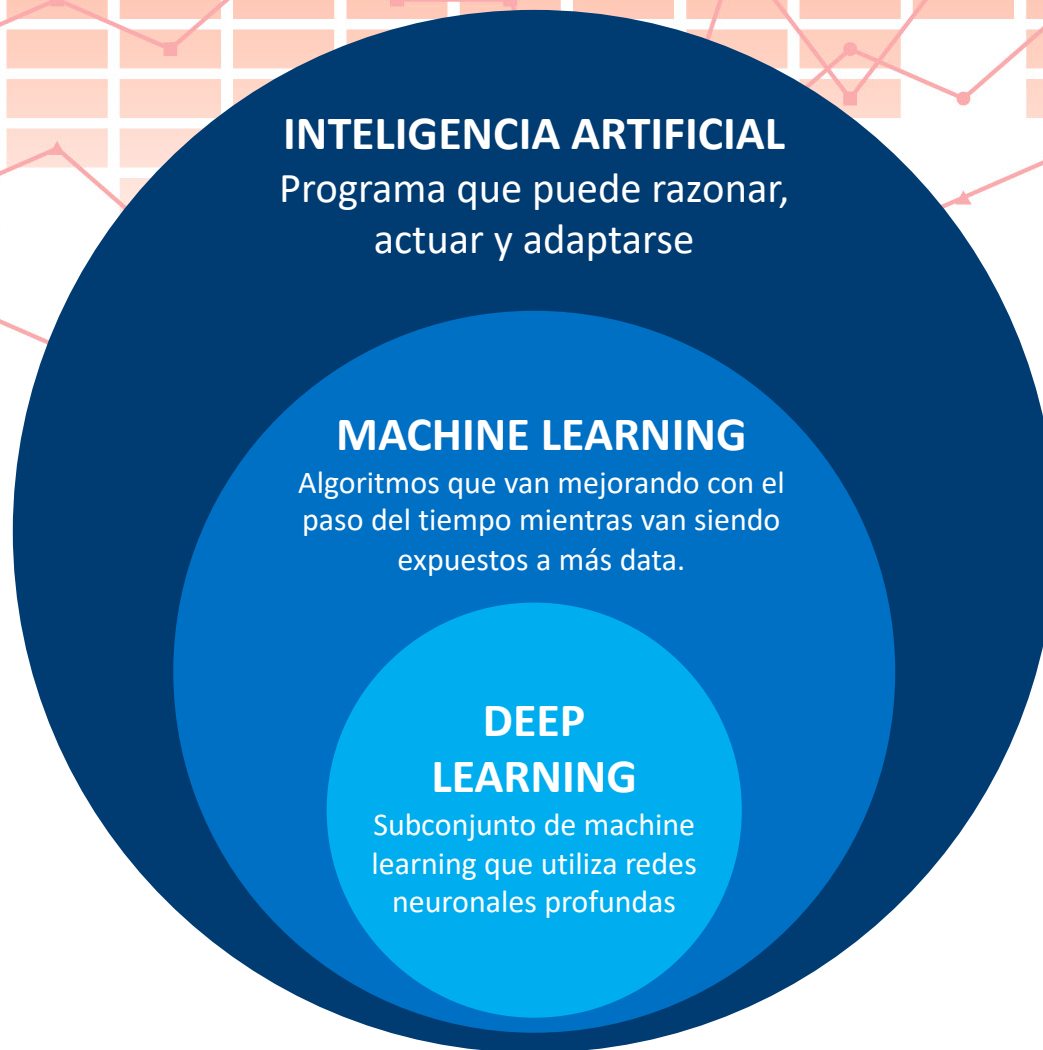 INTELIGENCIA ARTIFICIAL
Programa que puede razonar,
actuar y adaptarse
MACHINE LEARNING
Algoritmos que van mejorando con el
paso del tiempo mientras van siendo
expuestos a más data.
DEEP
LEARNING
Subconjunto de machine
learning que utiliza redes
neuronales profundas